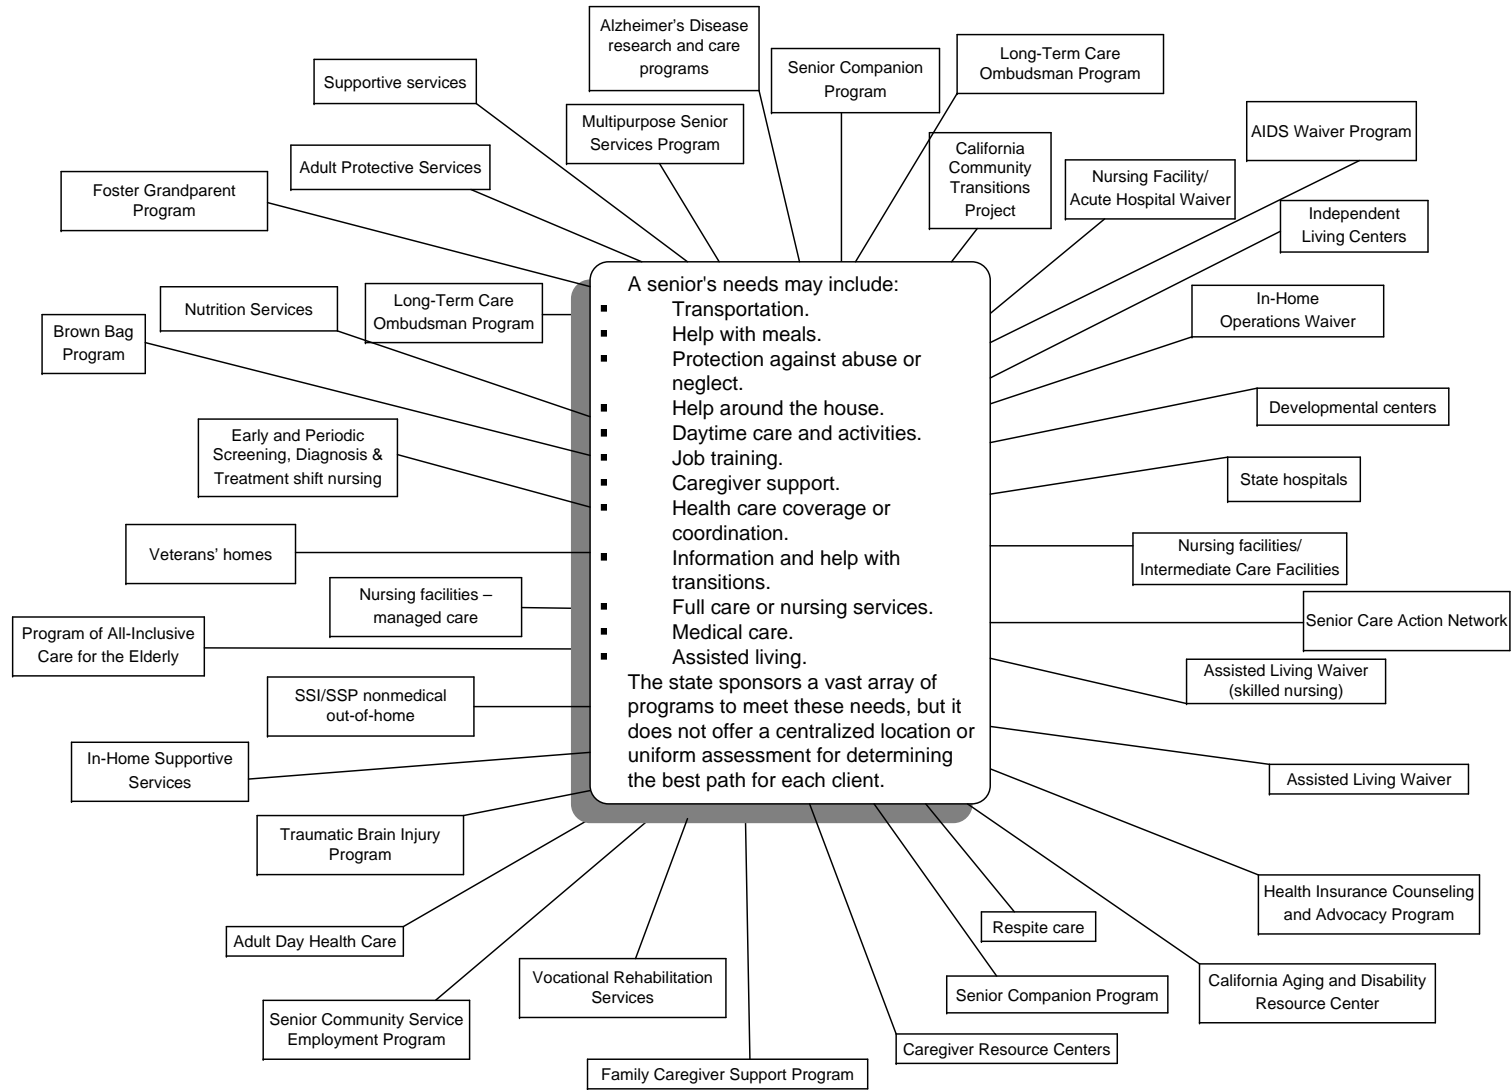 Alzheimer’s Disease
research and care
programs
Senior Companion
Program
Long-Term Care
Ombudsman Program
Supportive services
Multipurpose Senior
Services Program
AIDS Waiver Program
Adult Protective Services
California
Community
Transitions
Project
Nursing Facility/
Acute Hospital Waiver
Foster Grandparent
Program
Independent
Living Centers
Nutrition Services
Long-Term Care
Ombudsman Program
In-Home
Operations Waiver
Brown Bag
Program
A senior's needs may include:
▪ Transportation.
▪ Help with meals.
▪ Protection against abuse or
neglect.
▪ Help around the house.
▪ Daytime care and activities.
▪ Job training.
▪ Caregiver support.
▪ Health care coverage or
coordination.
▪ Information and help with
transitions.
▪ Full care or nursing services.
▪ Medical care.
▪ Assisted living.
The state sponsors a vast array of
programs to meet these needs, but it
does not offer a centralized location or
uniform assessment for determining
the best path for each client.
Developmental centers
Early and Periodic
Screening, Diagnosis &
Treatment shift nursing
State hospitals
Veterans’ homes
Nursing facilities/
Intermediate Care Facilities
Nursing facilities –
managed care
Senior Care Action Network
Program of All-Inclusive
Care for the Elderly
Assisted Living Waiver
(skilled nursing)
SSI/SSP nonmedical
out-of-home
In-Home Supportive
Services
Assisted Living Waiver
Traumatic Brain Injury
Program
Health Insurance Counseling
and Advocacy Program
Adult Day Health Care
Respite care
Vocational Rehabilitation
Services
Senior Companion Program
California Aging and Disability
Resource Center
Senior Community Service
Employment Program
Caregiver Resource Centers
Family Caregiver Support Program